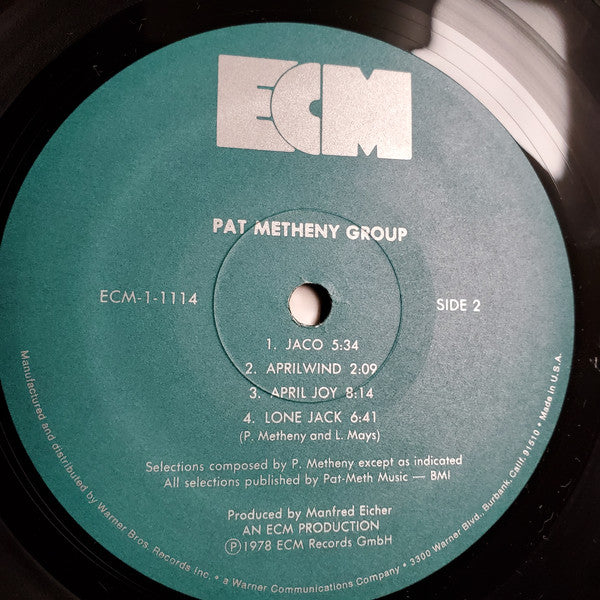 ECM
PAT METHENY GROUP
ECM-1-1114
SIDE 2
1. JACO 5:34
2. APRILWIND 2:09
3. APRIL JOY 8:14
4. LONE JACK 6:41
(P. Metheny and L. Mays)
Selections composed by P. Metheny except as indicated
All selections published by Pat-Meth Music — BMI
Produced by Manfred Eicher
AN ECM PRODUCTION
Ⓟ1978 ECM Records GmbH
Manufactured and distributed by Warner Bros. Records Inc. • a Warner Communications Company • 3300 Warner Blvd., Burbank, Calif. 91510 • Made in U.S.A.